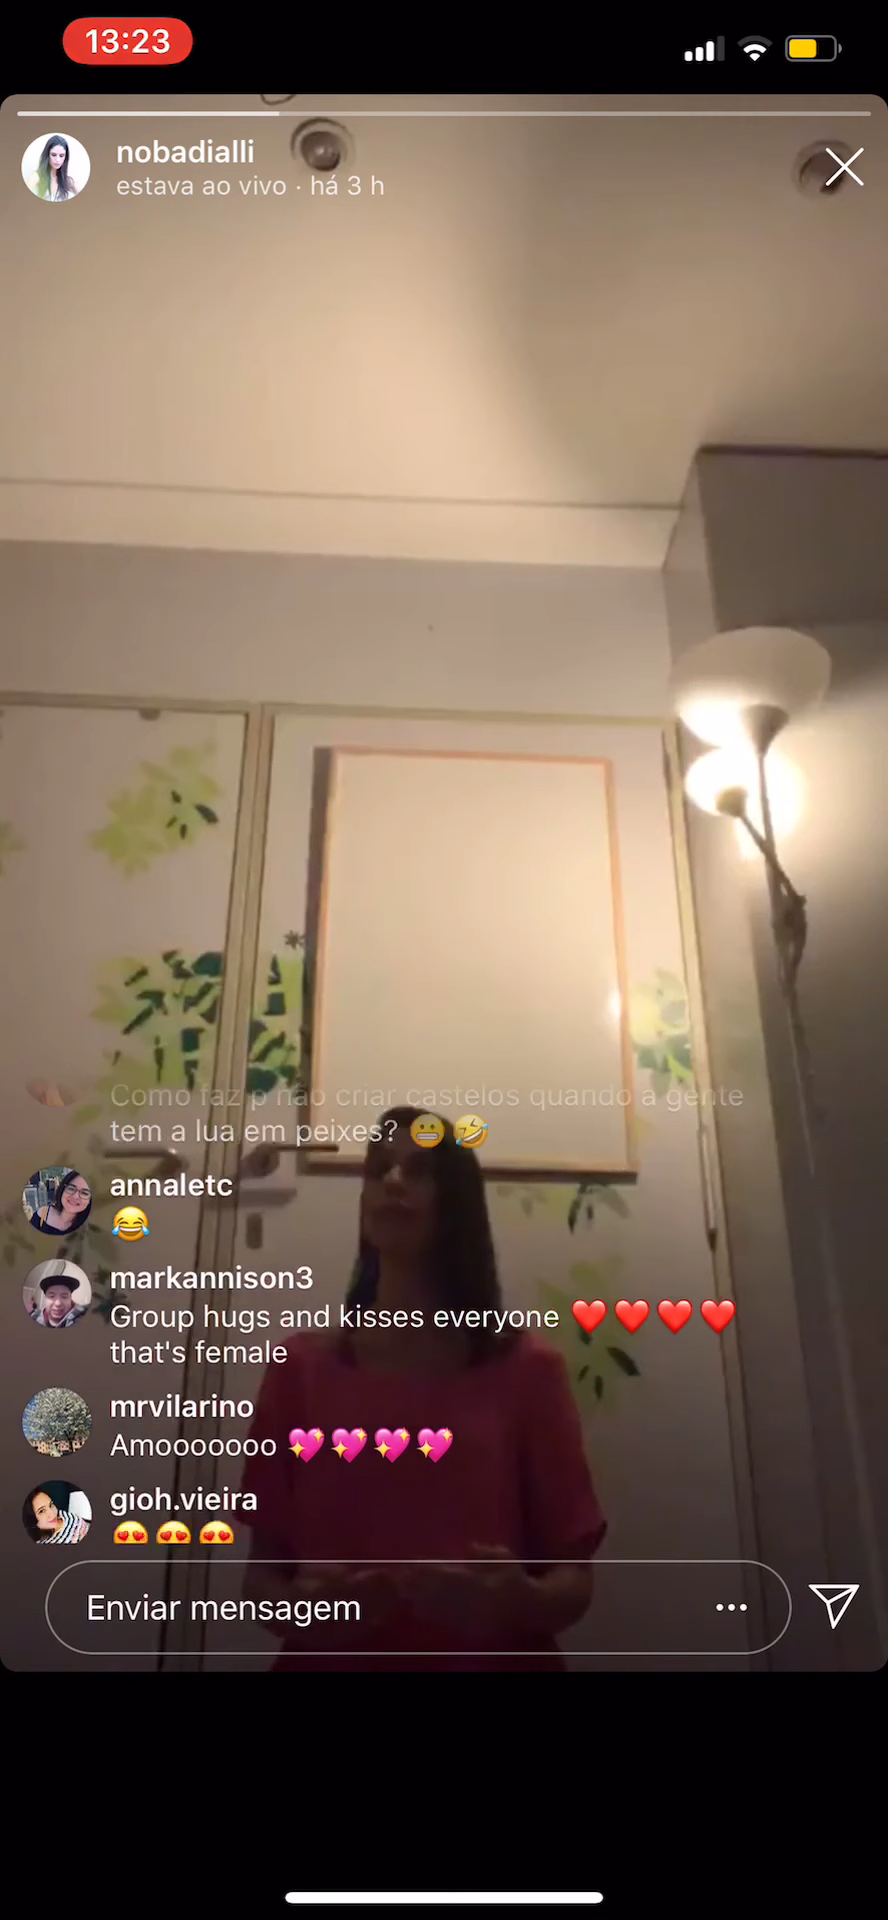 13:23
nobadialli
estava ao vivo · há 3 h
Como faz p não criar castelos quando a gente
tem a lua em peixes? 😬 🤣
annaletc
😂
markannison3
Group hugs and kisses everyone ❤️ ❤️ ❤️ ❤️
that's female
mrvilarino
Amooooooo 💖 💖 💖 💖
gioh.vieira
😍 😍 😍
Enviar mensagem